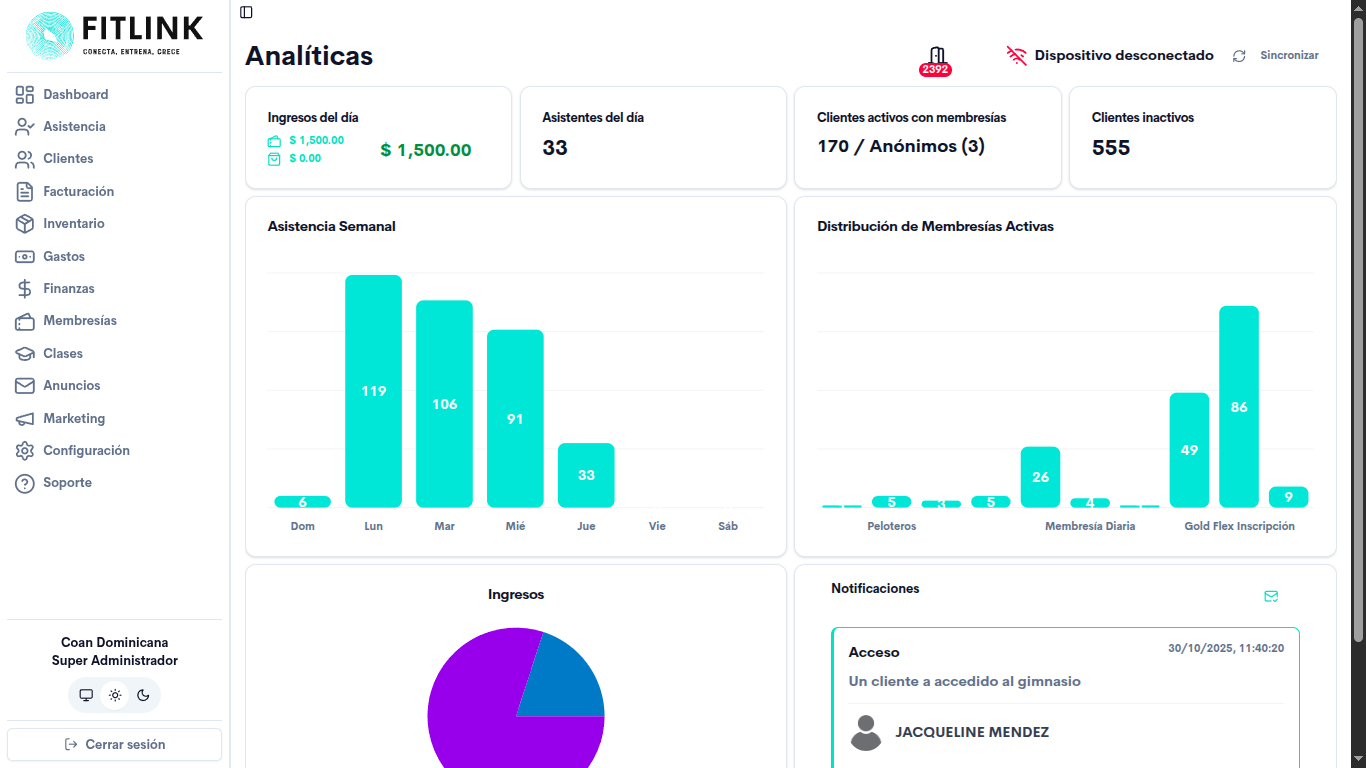 FITLINK
CONECTA, ENTRENA, CRECE
Dashboard
Asistencia
Clientes
Facturación
Inventario
Gastos
Finanzas
Membresías
Clases
Anuncios
Marketing
Configuración
Soporte
Coan Dominicana
Super Administrador
Cerrar sesión
Analíticas
2392
Dispositivo desconectado
Sincronizar
Ingresos del día
$ 1,500.00
$ 0.00
$ 1,500.00
Asistentes del día
33
Clientes activos con membresías
170 / Anónimos (3)
Clientes inactivos
555
Asistencia Semanal
119
106
91
33
6
Dom Lun Mar Mié Jue Vie Sáb
Distribución de Membresías Activas
86
49
26
5 3 5 4 9
Peloteros Membresía Diaria Gold Flex Inscripción
Ingresos
Notificaciones
Acceso
30/10/2025, 11:40:20
Un cliente a accedido al gimnasio
JACQUELINE MENDEZ